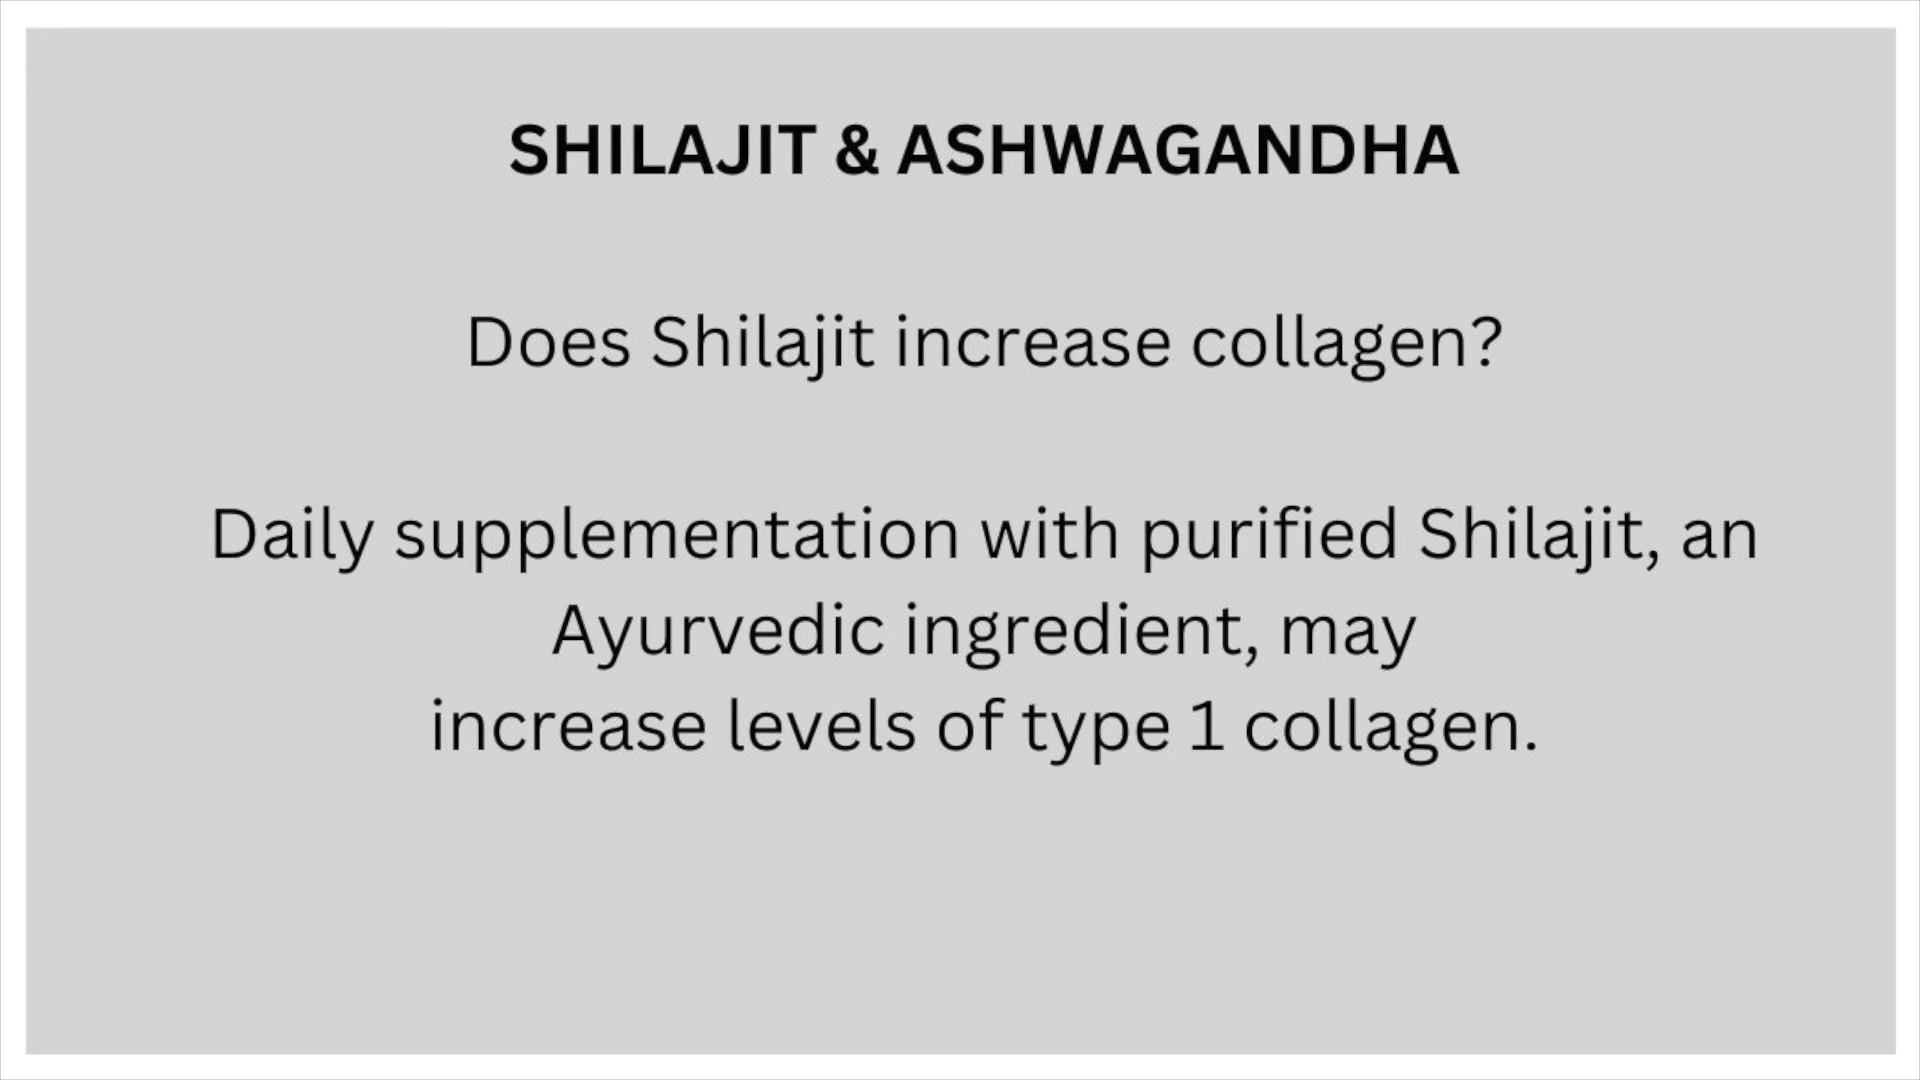 SHILAJIT & ASHWAGANDHA
Does Shilajit increase collagen?
Daily supplementation with purified Shilajit, an
Ayurvedic ingredient, may
increase levels of type 1 collagen.